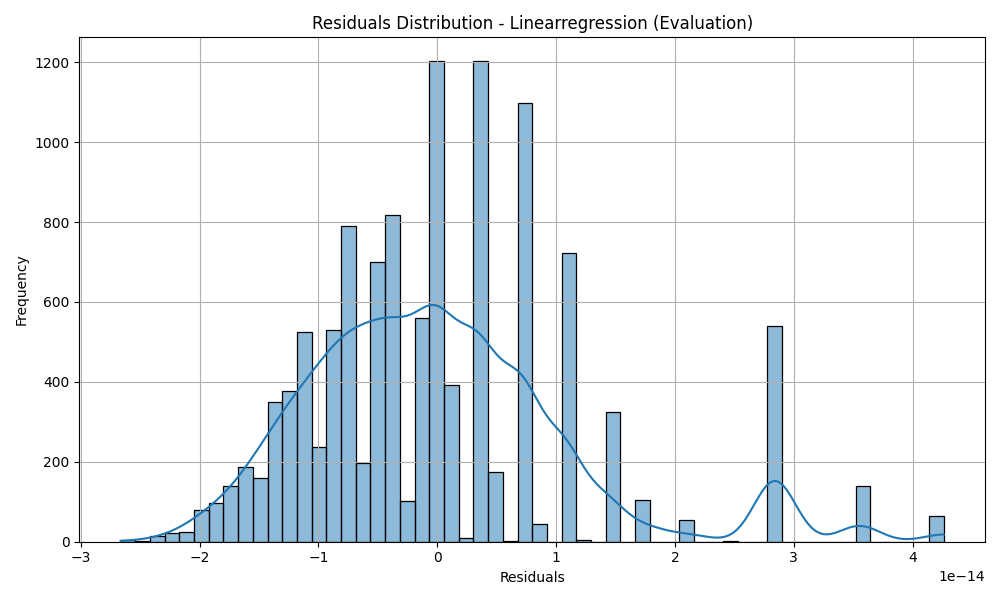 Residuals Distribution - Linearregression (Evaluation)
1200
1000
800
600
400
200
0
Frequency
−3 −2 −1 0 1 2 3 4
1e−14
Residuals